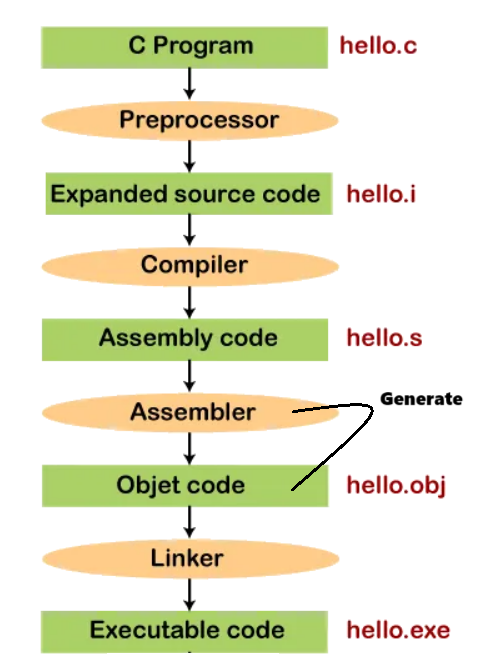 C Program hello.c
Preprocessor
Expanded source code hello.i
Compiler
Assembly code hello.s
Generate
Assembler
Objet code hello.obj
Linker
Executable code hello.exe